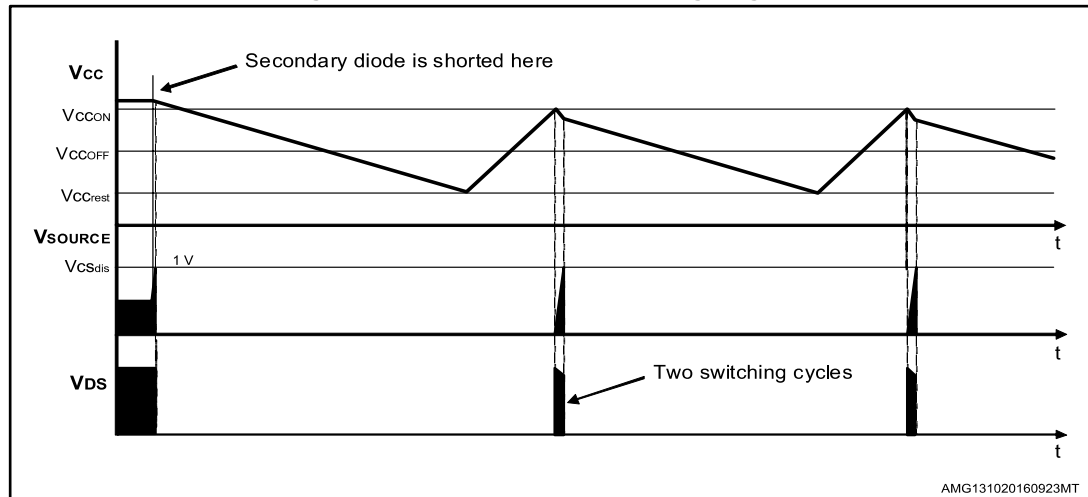 Secondary diode is shorted here
VCC
VCCON
VCCOFF
VCCrest
t
VSOURCE
VCSdis
1 V
t
VDS
Two switching cycles
t
AMG131020160923MT